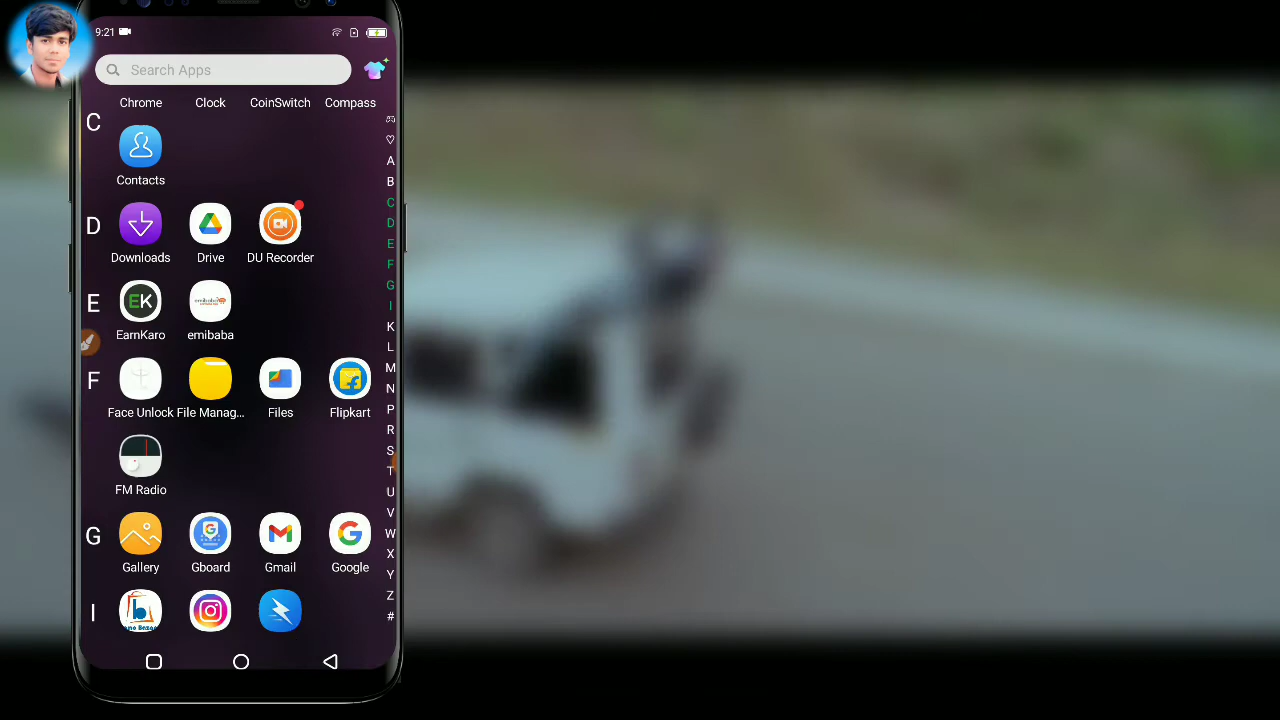 9:21
Search Apps
Chrome Clock CoinSwitch Compass
C
Contacts
D
Downloads Drive DU Recorder
E
EK
EarnKaro emibaba
F
Face Unlock File Manag... Files Flipkart
FM Radio
G
Gallery Gboard Gmail Google
I
A
B
C
D
E
F
G
I
K
L
M
N
P
R
S
T
U
V
W
X
Y
Z
#